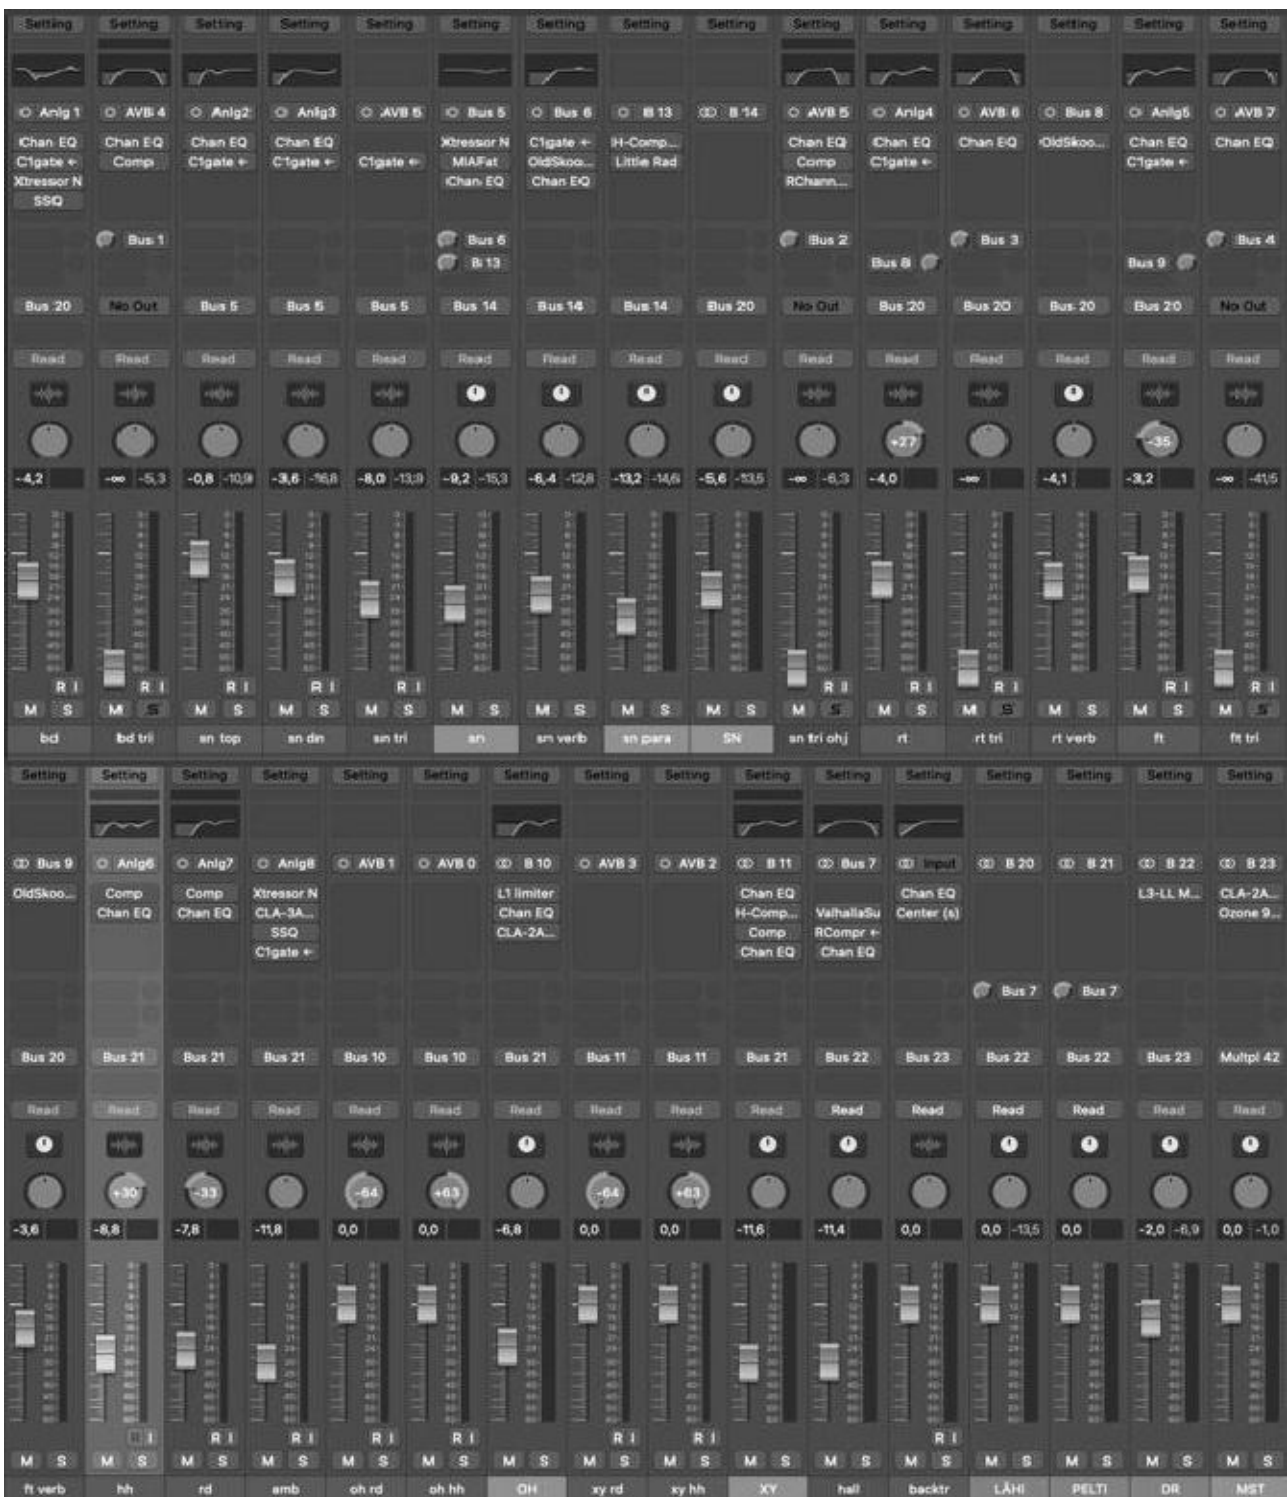 Setting Setting Setting Setting Setting Setting Setting Setting Setting Setting Setting Setting Setting Setting Setting
Anlg 1 AVB 4 Anlg2 Anlg3 AVB 5 Bus 5 Bus 6 B 13 B 14 AVB 5 Anlg4 AVB 6 Bus 8 Anlg5 AVB 7
Chan EQ Chan EQ Chan EQ Chan EQ Xtressor N C1gate ← H-Comp... Chan EQ Chan EQ Chan EQ OldSkoo... Chan EQ Chan EQ
C1gate ← Comp C1gate ← C1gate ← C1gate ← MIAFat OldSkoo... Little Rad Comp C1gate ← C1gate ←
Xtressor N Chan EQ Chan EQ RChann...
SSQ
Bus 1 Bus 6 Bus 2 Bus 3 Bus 4
B 13 Bus 8 Bus 9
Bus 20 No Out Bus 5 Bus 5 Bus 5 Bus 14 Bus 14 Bus 14 Bus 20 No Out Bus 20 Bus 20 Bus 20 Bus 20 No Out
Read Read Read Read Read Read Read Read Read Read Read Read Read Read Read
+27 -35
-4,2 -∞ -5,3 -0,8 -10,9 -3,6 -16,8 -8,0 -13,9 -9,2 -15,3 -6,4 -12,8 -13,2 -14,6 -5,6 -13,5 -∞ -6,3 -4,0 -∞ -4,1 -3,2 -∞ -41,5
R I R I R I R I R I R I R I R I R I R I
M S M S M S M S M S M S M S M S M S M S M S M S M S M S M S
bd bd tri sn top sn din sn tri sn sn verb sn para SN sn tri ohj rt rt tri rt verb ft ft tri
Setting Setting Setting Setting Setting Setting Setting Setting Setting Setting Setting Setting Setting Setting Setting Setting
Bus 9 Anlg6 Anlg7 Anlg8 AVB 1 AVB 0 B 10 AVB 3 AVB 2 B 11 Bus 7 Input B 20 B 21 B 22 B 23
OldSkoo... Comp Comp Xtressor N L1 limiter Chan EQ Chan EQ L3-LL M... CLA-2A...
Chan EQ Chan EQ CLA-3A... Chan EQ H-Comp... ValhallaSu Center (s) Ozone 9...
SSQ CLA-2A... Comp RCompr ←
C1gate ← Chan EQ Chan EQ
Bus 7 Bus 7
Bus 20 Bus 21 Bus 21 Bus 21 Bus 10 Bus 10 Bus 21 Bus 11 Bus 11 Bus 21 Bus 22 Bus 23 Bus 22 Bus 22 Bus 23 Multpl 42
Read Read Read Read Read Read Read Read Read Read Read Read Read Read Read Read
+30 -33 -64 +63 -64 +63
-3,6 -8,8 -7,8 -11,8 0,0 0,0 -6,8 0,0 0,0 -11,6 -11,4 0,0 0,0 -13,5 0,0 -2,0 -6,9 0,0 -1,0
R I R I R I R I R I R I R I R I
M S M S M S M S M S M S M S M S M S M S M S M S M S M S M S M S
ft verb hh rd amb oh rd oh hh OH xy rd xy hh XY hall backtr LÄHI PELTI DR MST